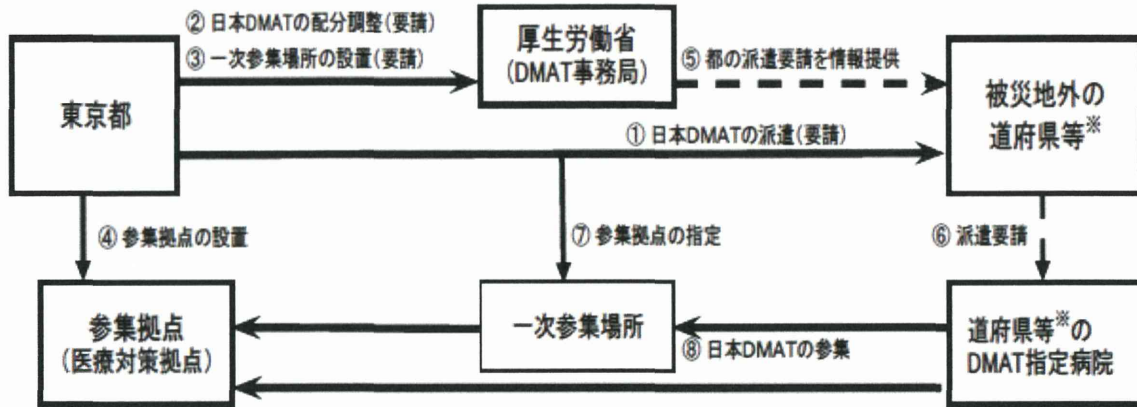 ② 日本DMATの配分調整(要請)
③ 一次参集場所の設置(要請)
厚生労働省
(DMAT事務局)
⑤ 都の派遣要請を情報提供
東京都
被災地外の
道府県等※
① 日本DMATの派遣(要請)
④ 参集拠点の設置
⑦ 参集拠点の指定
⑥ 派遣要請
参集拠点
(医療対策拠点)
一次参集場所
道府県等※の
DMAT指定病院
⑧ 日本DMATの参集